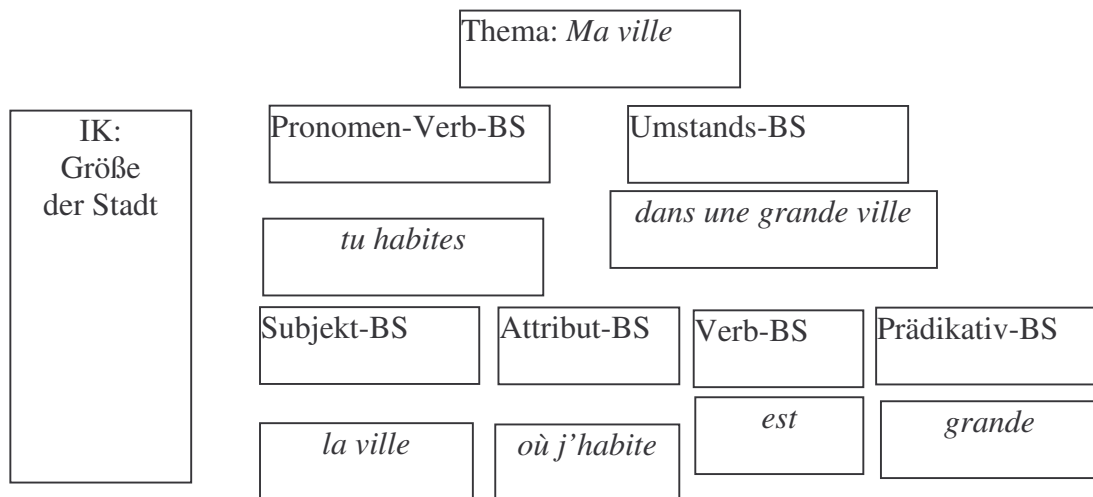 Thema: Ma ville
IK:
Größe
der Stadt
Pronomen-Verb-BS
Umstands-BS
tu habites
dans une grande ville
Subjekt-BS
Attribut-BS
Verb-BS
Prädikativ-BS
la ville
où j’habite
est
grande